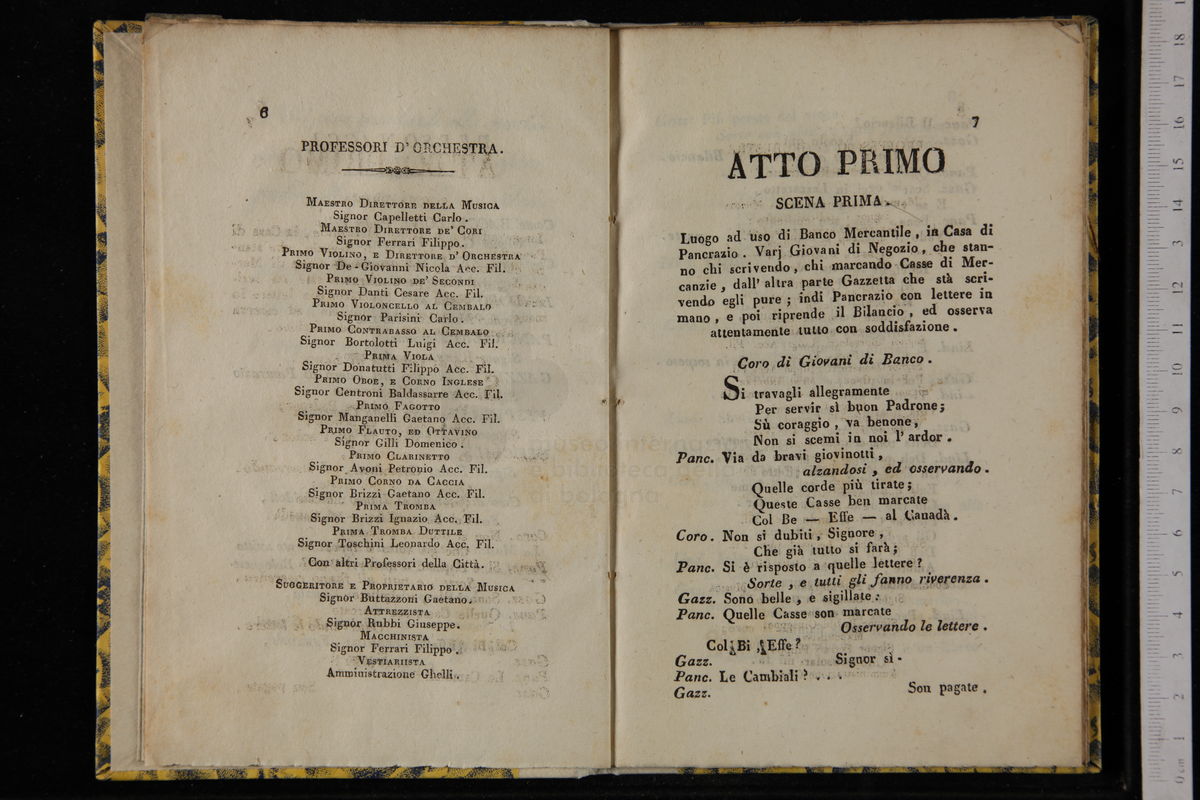 6
PROFESSORI D' ORCHESTRA.
MAESTRO DIRETTORE DELLA MUSICA
Signor Capelletti Carlo.
MAESTRO DIRETTORE DE' CORI
Signor Ferrari Filippo.
PRIMO VIOLINO, E DIRETTORE D' ORCHESTRA
Signor De-Giovanni Nicola Acc. Fil.
PRIMO VIOLINO DE' SECONDI
Signor Danti Cesare Acc. Fil.
PRIMO VIOLONCELLO AL CEMBALO
Signor Parisini Carlo.
PRIMO CONTRABASSO AL CEMBALO
Signor Bortolotti Luigi Acc. Fil.
PRIMA VIOLA
Signor Donatutti Filippo Acc. Fil.
PRIMO OBOE, E CORNO INGLESE
Signor Centroni Baldassarre Acc. Fil.
PRIMO FAGOTTO
Signor Manganelli Gaetano Acc. Fil.
PRIMO FLAUTO, ED OTTAVINO
Signor Gilli Domenico.
PRIMO CLARINETTO
Signor Avoni Petronio Acc. Fil.
PRIMO CORNO DA CACCIA
Signor Brizzi Gaetano Acc. Fil.
PRIMA TROMBA
Signor Brizzi Ignazio Acc. Fil.
PRIMA TROMBA DUTTILE
Signor Toschini Leonardo Acc. Fil.
Con altri Professori della Città.
SUGGERITORE E PROPRIETARIO DELLA MUSICA
Signor Buttazzoni Gaetano.
ATTREZZISTA
Signor Rubbi Giuseppe.
MACCHINISTA
Signor Ferrari Filippo.
VESTIARIISTA
Amministrazione Ghelli.
7
ATTO PRIMO
SCENA PRIMA.
Luogo ad uso di Banco Mercantile, in Casa di
Pancrazio. Varj Giovani di Negozio, che stan-
no chi scrivendo, chi marcando Casse di Mer-
canzie, dall' altra parte Gazzetta che stà scri-
vendo egli pure; indi Pancrazio con lettere in
mano, e poi riprende il Bilancio, ed osserva
attentamente tutto con soddisfazione.
Coro di Giovani di Banco.
Si travagli allegramente
Per servir sì buon Padrone;
Sù coraggio, va benone,
Non si scemi in noi l' ardor.
Panc. Via da bravi giovinotti,
alzandosi, ed osservando.
Quelle corde più tirate;
Queste Casse ben marcate
Col Be — Effe — al Canadà.
Coro. Non si dubiti, Signore,
Che già tutto si farà;
Panc. Si è risposto a quelle lettere?
Sorte, e tutti gli fanno riverenza.
Gazz. Sono belle, e sigillate.
Panc. Quelle Casse son marcate
Osservando le lettere.
Col Bi, Effe?
Gazz. Signor sì.
Panc. Le Cambiali? . . .
Gazz. Son pagate.
museo internaz
biblioteca
bologna